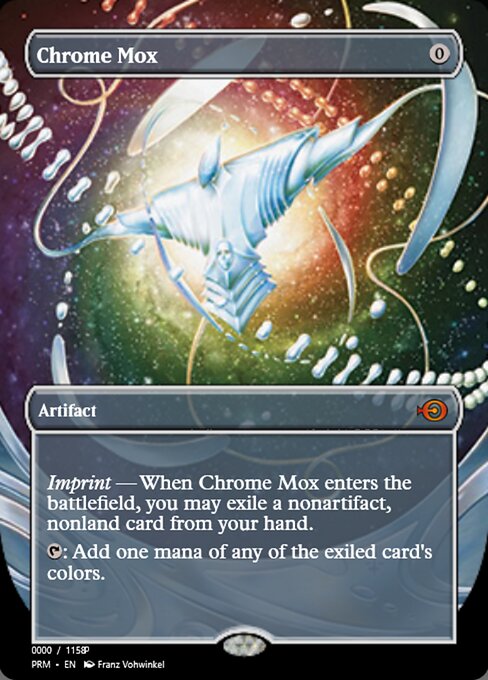 Chrome Mox 0
Artifact
Imprint — When Chrome Mox enters the
battlefield, you may exile a nonartifact,
nonland card from your hand.
: Add one mana of any of the exiled card's
colors.
0000 / 1158P
PRM • EN Franz Vohwinkel